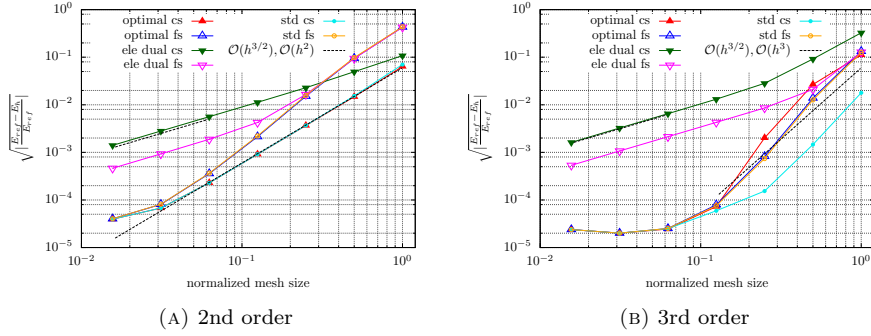 10^0
10^-1
10^-2
10^-3
10^-4
10^-5
10^-2
10^-1
10^0
√|E_ref−E_h / E_ref|
normalized mesh size
optimal cs
optimal fs
ele dual cs
ele dual fs
std cs
std fs
O(h^{3/2}), O(h^2)
(A) 2nd order
10^0
10^-1
10^-2
10^-3
10^-4
10^-5
10^-2
10^-1
10^0
√|E_ref−E_h / E_ref|
normalized mesh size
optimal cs
optimal fs
ele dual cs
ele dual fs
std cs
std fs
O(h^{3/2}), O(h^3)
(B) 3rd order